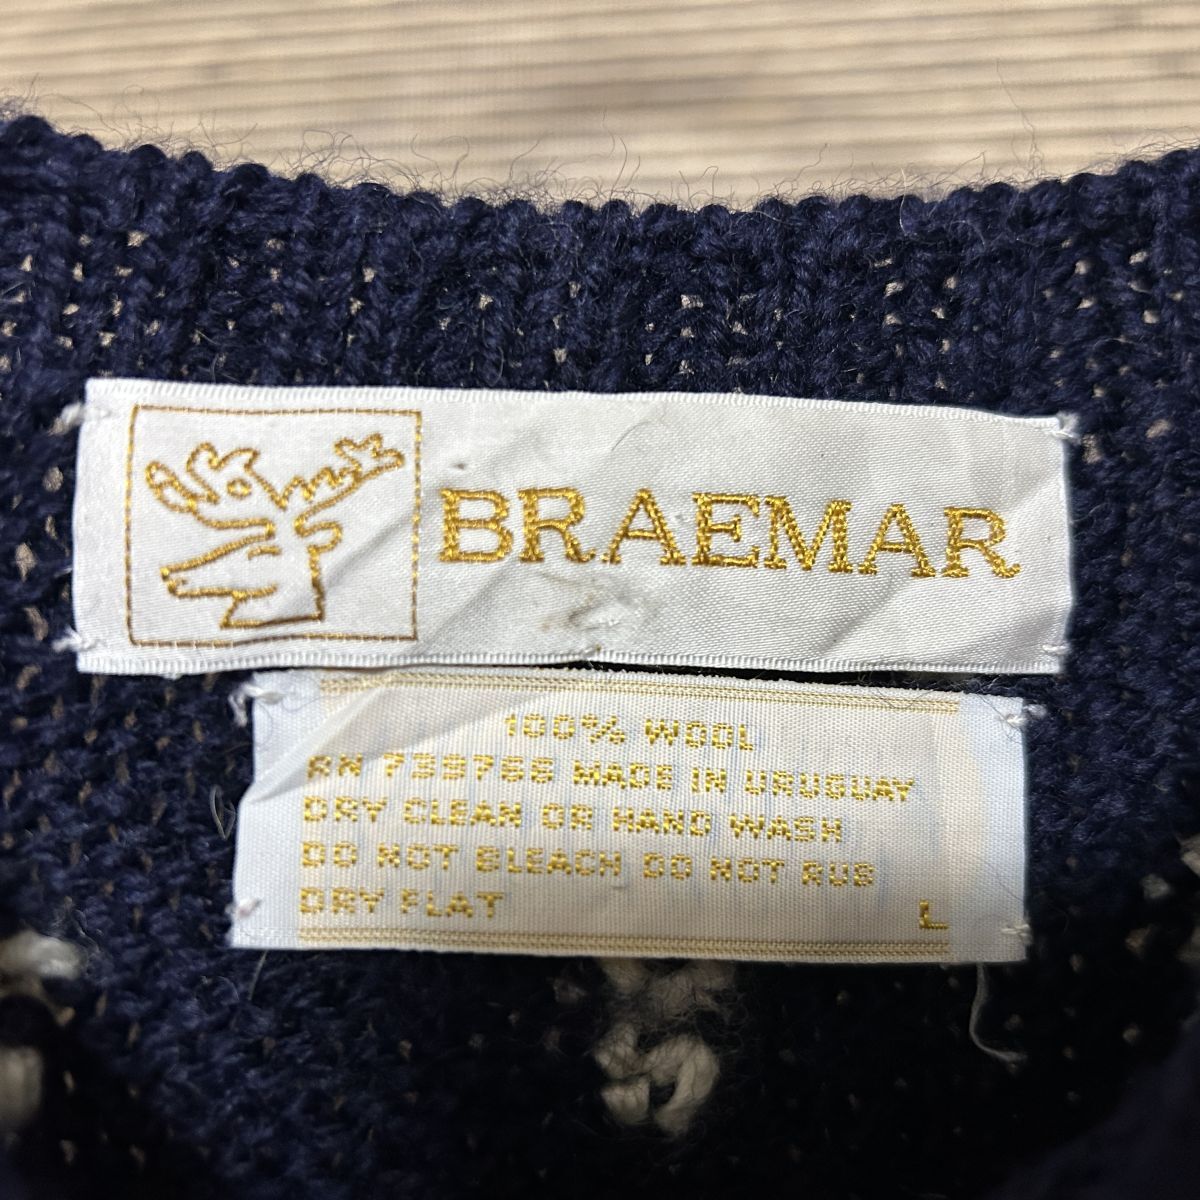 BRAEMAR
100% WOOL
RN 739766 MADE IN URUGUAY
DRY CLEAN OR HAND WASH
DO NOT BLEACH DO NOT RUB
DRY FLAT
L